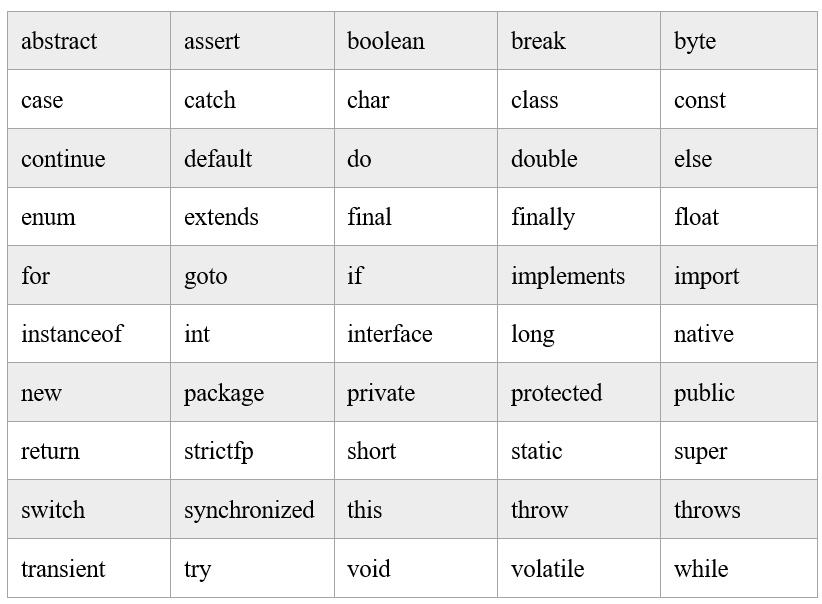 abstract assert boolean break byte
case catch char class const
continue default do double else
enum extends final finally float
for goto if implements import
instanceof int interface long native
new package private protected public
return strictfp short static super
switch synchronized this throw throws
transient try void volatile while